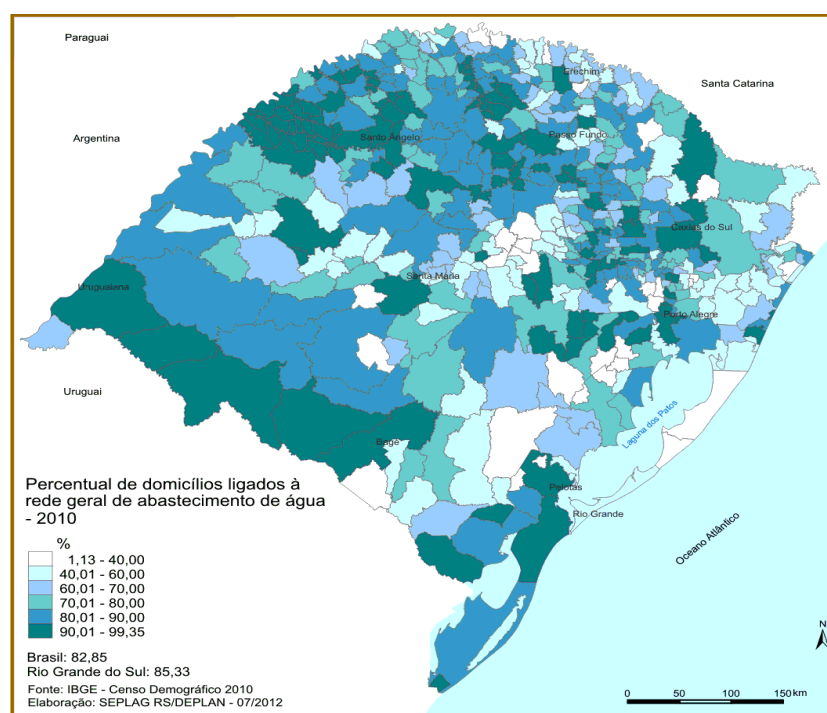 Paraguai
Santa Catarina
Erechim
Argentina
Santo Ângelo
Passo Fundo
Caxias do Sul
Santa Maria
Uruguaiana
Porto Alegre
Uruguai
Laguna dos Patos
Bagé
Pelotas
Rio Grande
Oceano Atlântico
Percentual de domicílios ligados à
rede geral de abastecimento de água
- 2010
%
1,13 - 40,00
40,01 - 60,00
60,01 - 70,00
70,01 - 80,00
80,01 - 90,00
90,01 - 99,35
Brasil: 82,85
Rio Grande do Sul: 85,33
Fonte: IBGE - Censo Demográfico 2010
Elaboração: SEPLAG RS/DEPLAN - 07/2012
N
0 50 100 150 km